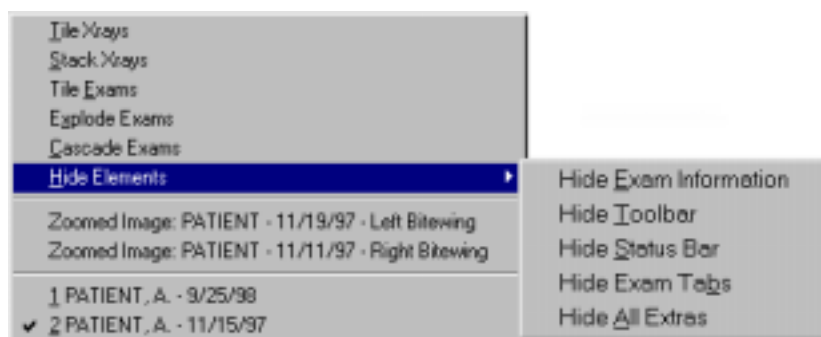 Tile Xrays
Stack Xrays
Tile Exams
Explode Exams
Cascade Exams
Hide Elements
Zoomed Image: PATIENT - 11/19/97 - Left Bitewing
Zoomed Image: PATIENT - 11/11/97 - Right Bitewing
1 PATIENT, A. - 9/25/98
2 PATIENT, A. - 11/15/97
Hide Exam Information
Hide Toolbar
Hide Status Bar
Hide Exam Tabs
Hide All Extras